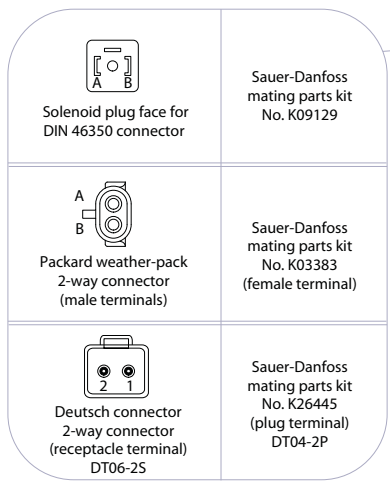 A B
Solenoid plug face for
DIN 46350 connector
Sauer-Danfoss
mating parts kit
No. K09129
A
B
Packard weather-pack
2-way connector
(male terminals)
Sauer-Danfoss
mating parts kit
No. K03383
(female terminal)
2 1
Deutsch connector
2-way connector
(receptacle terminal)
DT06-2S
Sauer-Danfoss
mating parts kit
No. K26445
(plug terminal)
DT04-2P